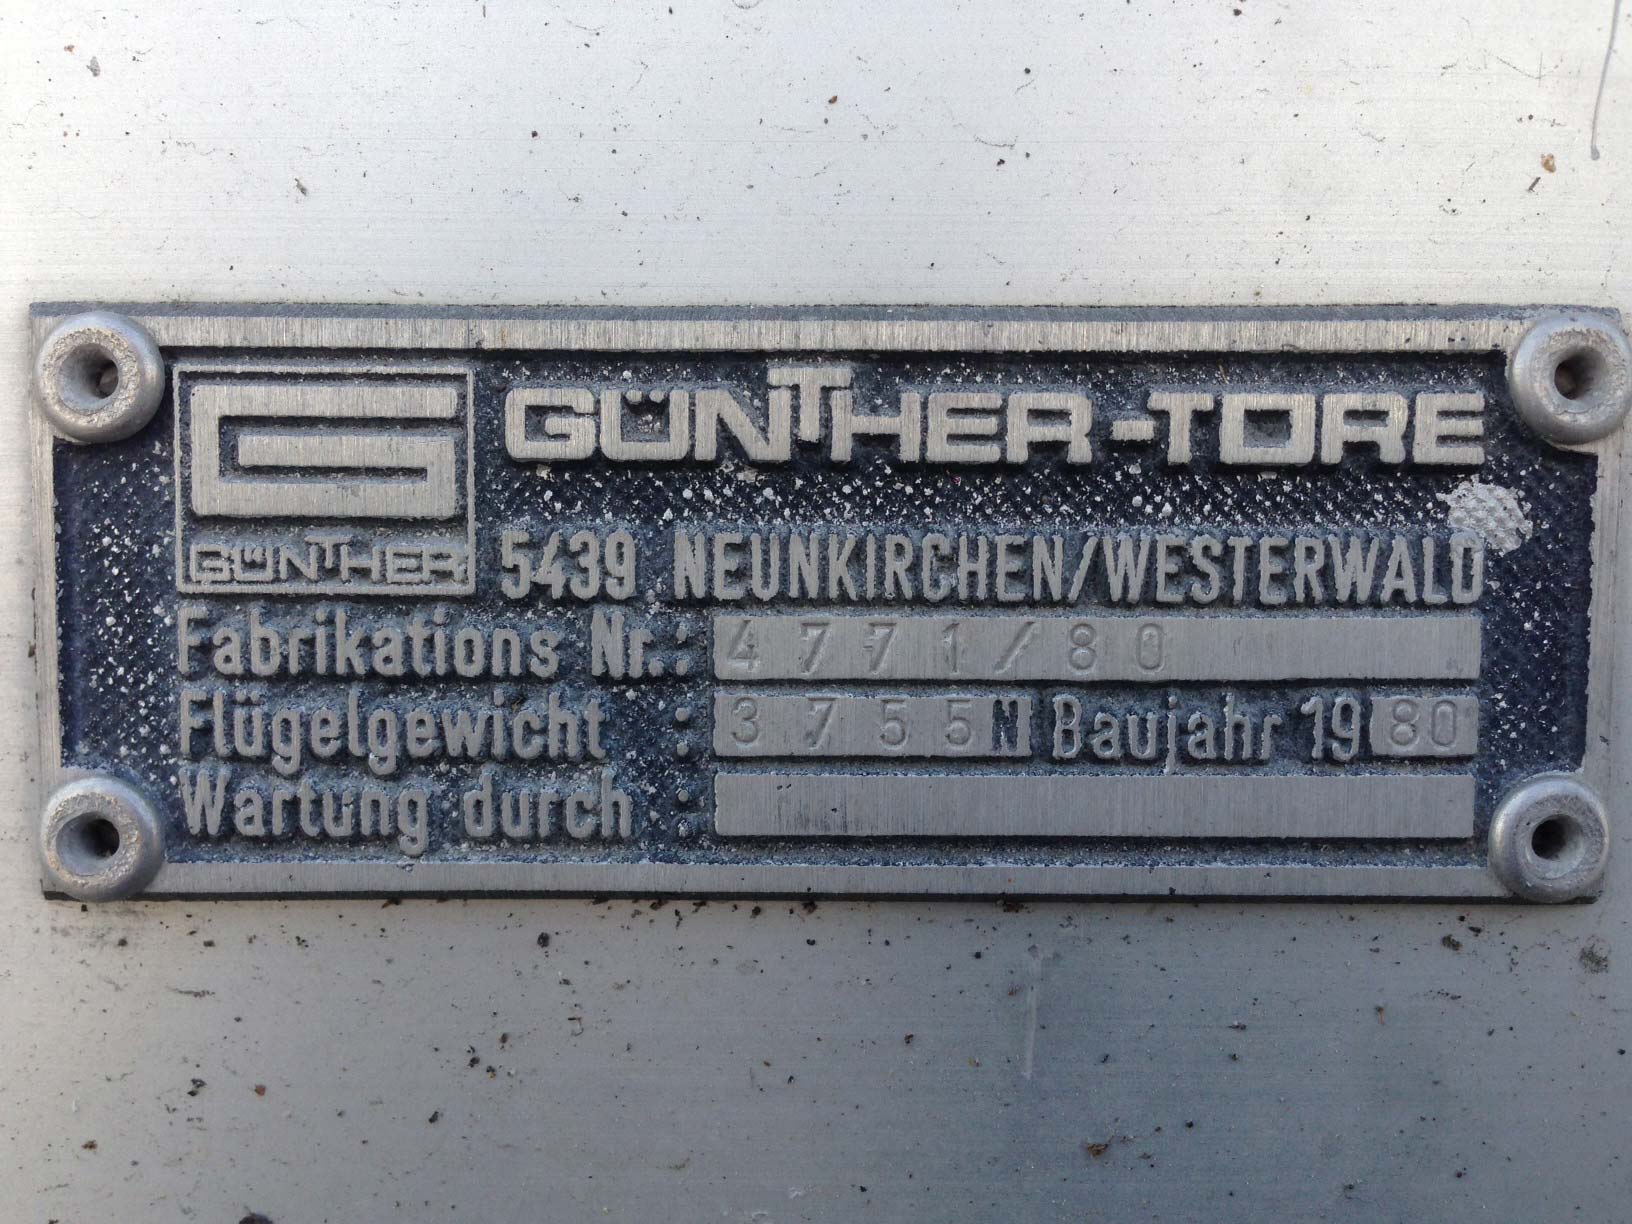 GÜNTHER-TORE
GÜNTHER
5439 NEUNKIRCHEN/WESTERWALD
Fabrikations Nr.: 4771/80
Flügelgewicht : 3755N Baujahr 1980
Wartung durch :